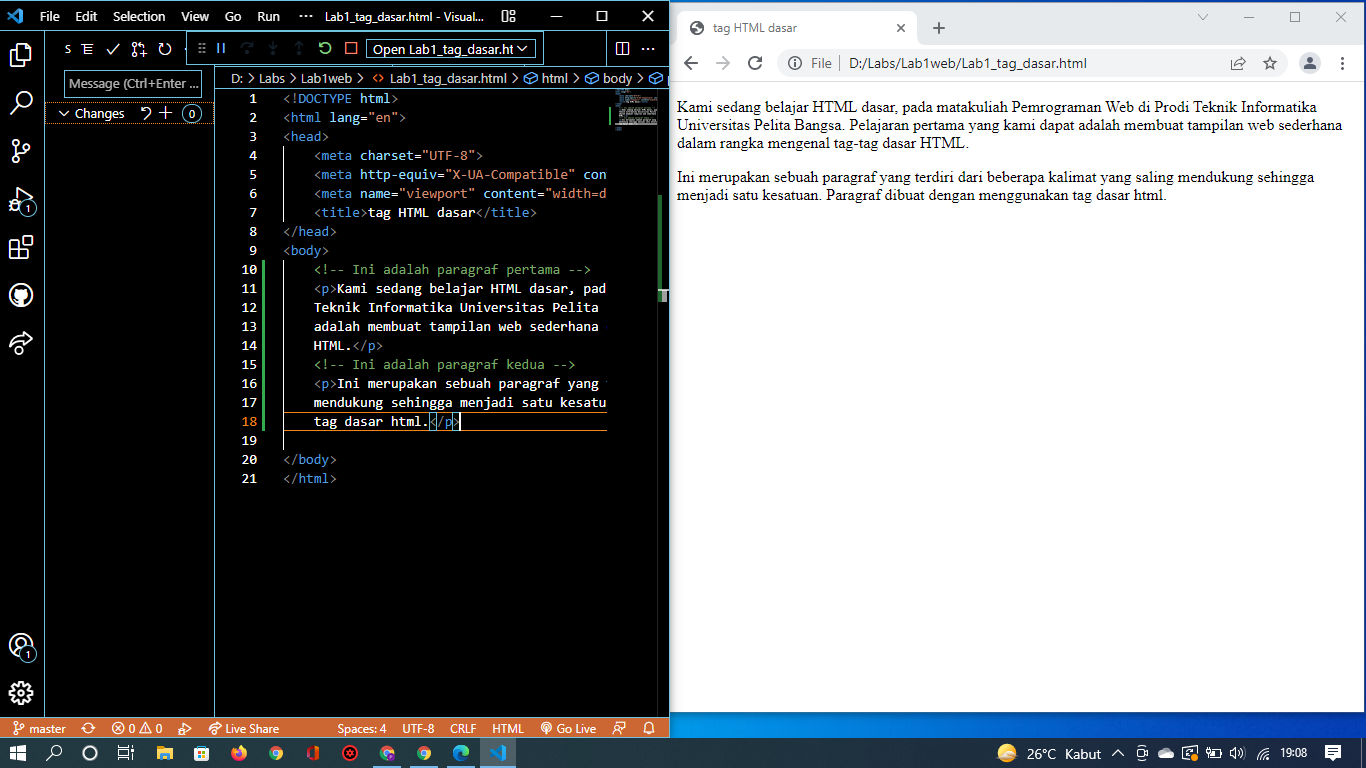 File Edit Selection View Go Run ··· Lab1_tag_dasar.html - Visual...
S Open Lab1_tag_dasar.ht
Message (Ctrl+Enter ...
Changes 0
D: > Labs > Lab1web > Lab1_tag_dasar.html > html > body >
1 <!DOCTYPE html>
2 <html lang="en">
3 <head>
4 <meta charset="UTF-8">
5 <meta http-equiv="X-UA-Compatible" con
6 <meta name="viewport" content="width=d
7 <title>tag HTML dasar</title>
8 </head>
9 <body>
10 <!-- Ini adalah paragraf pertama -->
11 <p>Kami sedang belajar HTML dasar, pad
12 Teknik Informatika Universitas Pelita
13 adalah membuat tampilan web sederhana
14 HTML.</p>
15 <!-- Ini adalah paragraf kedua -->
16 <p>Ini merupakan sebuah paragraf yang
17 mendukung sehingga menjadi satu kesatu
18 tag dasar html.</p>
19
20 </body>
21 </html>
1
1
master 0 0 Live Share Spaces: 4 UTF-8 CRLF HTML Go Live
tag HTML dasar
File D:/Labs/Lab1web/Lab1_tag_dasar.html
Kami sedang belajar HTML dasar, pada matakuliah Pemrograman Web di Prodi Teknik Informatika
Universitas Pelita Bangsa. Pelajaran pertama yang kami dapat adalah membuat tampilan web sederhana
dalam rangka mengenal tag-tag dasar HTML.
Ini merupakan sebuah paragraf yang terdiri dari beberapa kalimat yang saling mendukung sehingga
menjadi satu kesatuan. Paragraf dibuat dengan menggunakan tag dasar html.
26°C Kabut 19:08